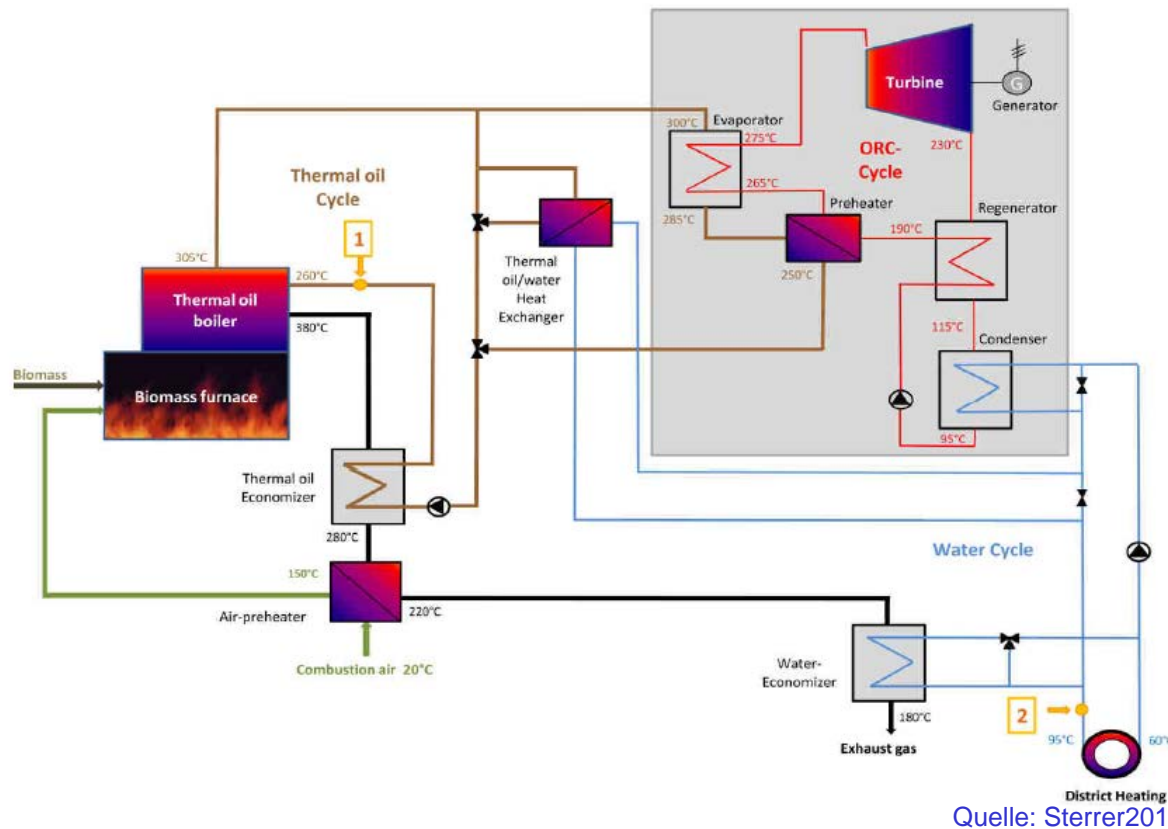 Turbine
G
Generator
Evaporator
300°C
275°C
ORC-
Cycle
230°C
265°C
Preheater
Regenerator
285°C
190°C
250°C
115°C
Condenser
95°C
Thermal oil
Cycle
1
305°C
260°C
Thermal oil
boiler
380°C
Thermal
oil/water
Heat
Exchanger
Biomass
Biomass furnace
Thermal oil
Economizer
280°C
150°C
Air-preheater
220°C
Combustion air 20°C
Water Cycle
Water-
Economizer
180°C
Exhaust gas
2
95°C
60°
District Heating
Quelle: Sterrer201